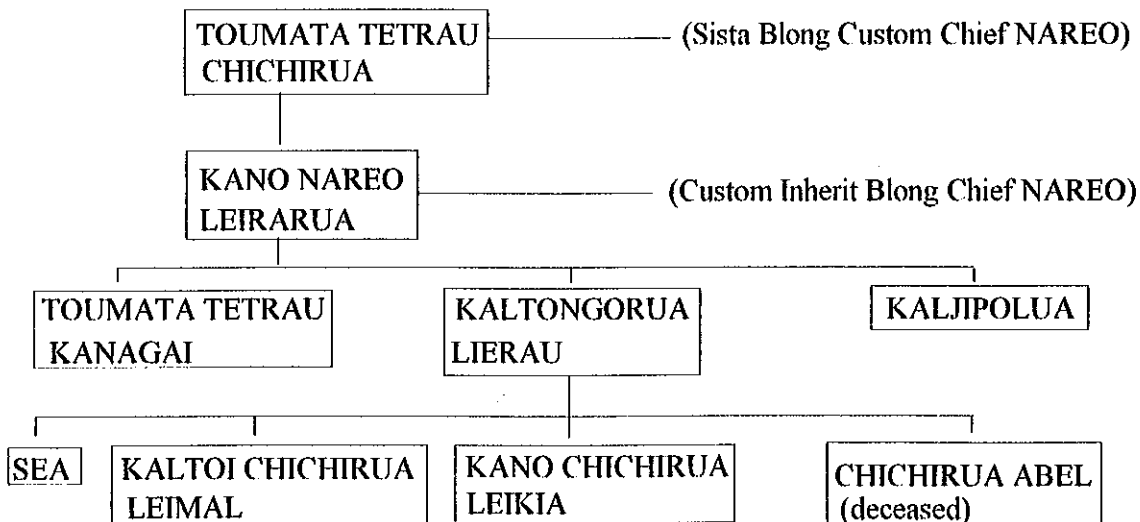 TOUMATA TETRAU
CHICHIRUA
(Sista Blong Custom Chief NAREO)
KANO NAREO
LEIRARUA
(Custom Inherit Blong Chief NAREO)
TOUMATA TETRAU
KANAGAI
KALTONGORUA
LIERAU
KALJIPOLUA
SEA
KALTOI CHICHIRUA
LEIMAL
KANO CHICHIRUA
LEIKIA
CHICHIRUA ABEL
(deceased)